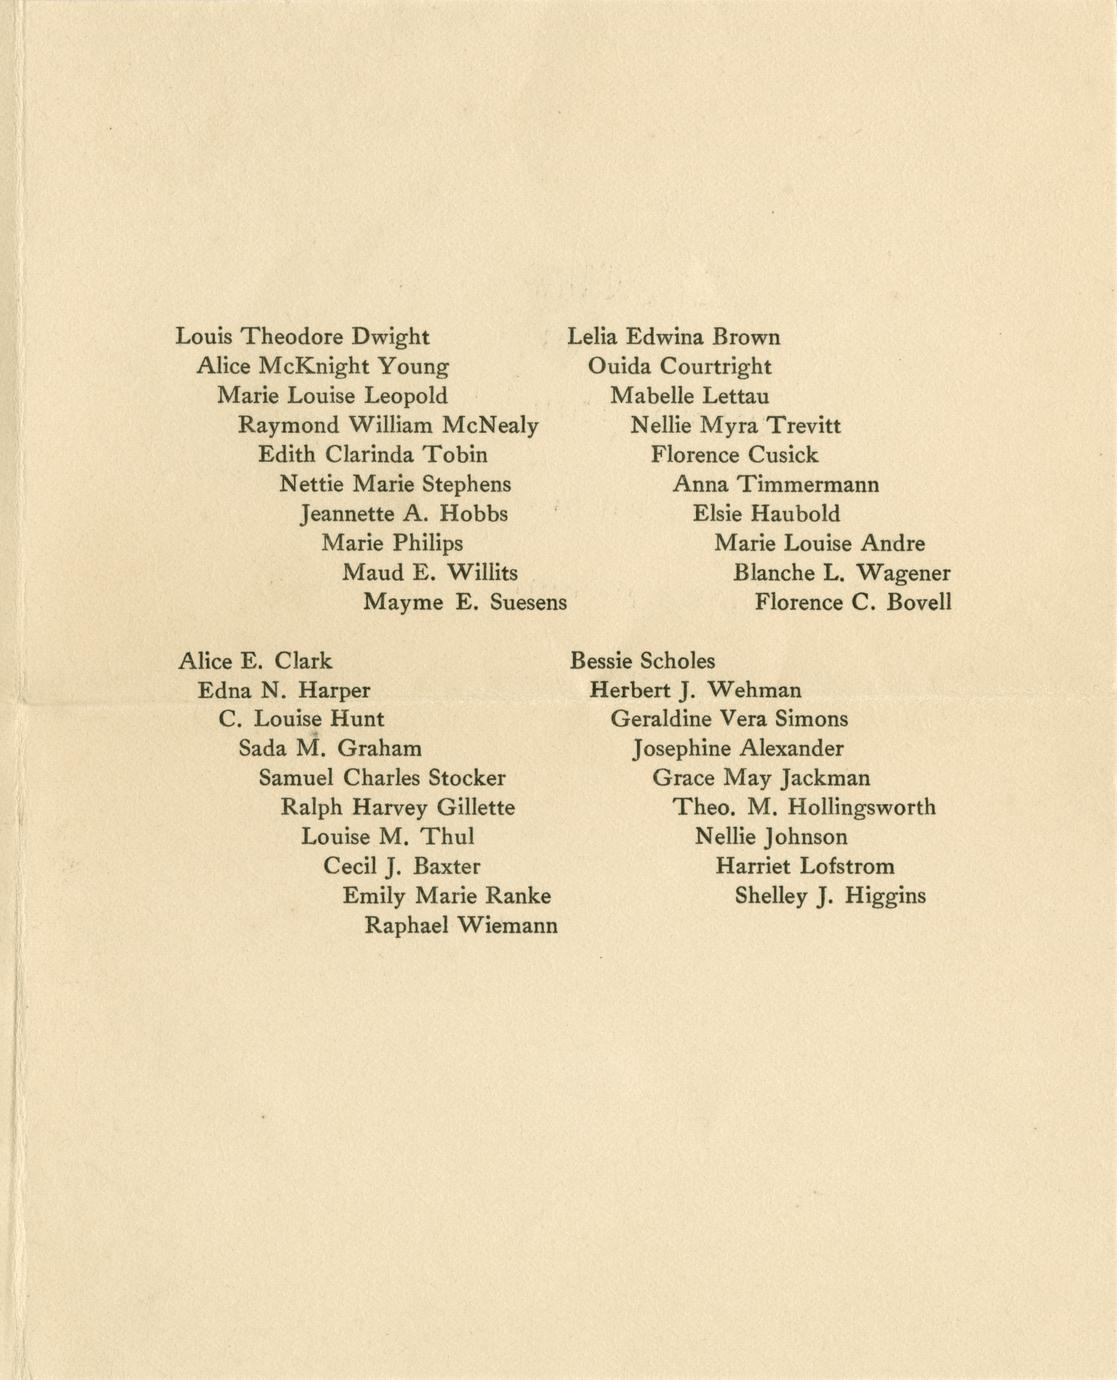 Louis Theodore Dwight
Alice McKnight Young
Marie Louise Leopold
Raymond William McNealy
Edith Clarinda Tobin
Nettie Marie Stephens
Jeannette A. Hobbs
Marie Philips
Maud E. Willits
Mayme E. Suesens
Lelia Edwina Brown
Ouida Courtright
Mabelle Lettau
Nellie Myra Trevitt
Florence Cusick
Anna Timmermann
Elsie Haubold
Marie Louise Andre
Blanche L. Wagener
Florence C. Bovell
Alice E. Clark
Edna N. Harper
C. Louise Hunt
Sada M. Graham
Samuel Charles Stocker
Ralph Harvey Gillette
Louise M. Thul
Cecil J. Baxter
Emily Marie Ranke
Raphael Wiemann
Bessie Scholes
Herbert J. Wehman
Geraldine Vera Simons
Josephine Alexander
Grace May Jackman
Theo. M. Hollingsworth
Nellie Johnson
Harriet Lofstrom
Shelley J. Higgins